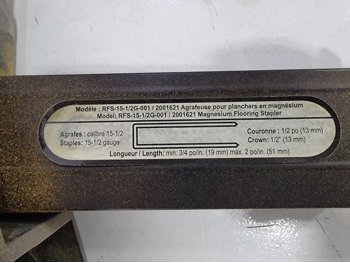 Modèle : RFS-15-1/2G-001 / 2001621 Agrafeuse pour planchers en magnésium
Model: RFS-15-1/2G-001 / 2001621 Magnesium Flooring Stapler
Agrafes : calibre 15-1/2
Staples: 15-1/2 gauge
Couronne : 1/2 po (13 mm)
Crown: 1/2" (13 mm)
Longueur / Length: min. 3/4 po/in. (19 mm) max. 2 po/in. (51 mm)